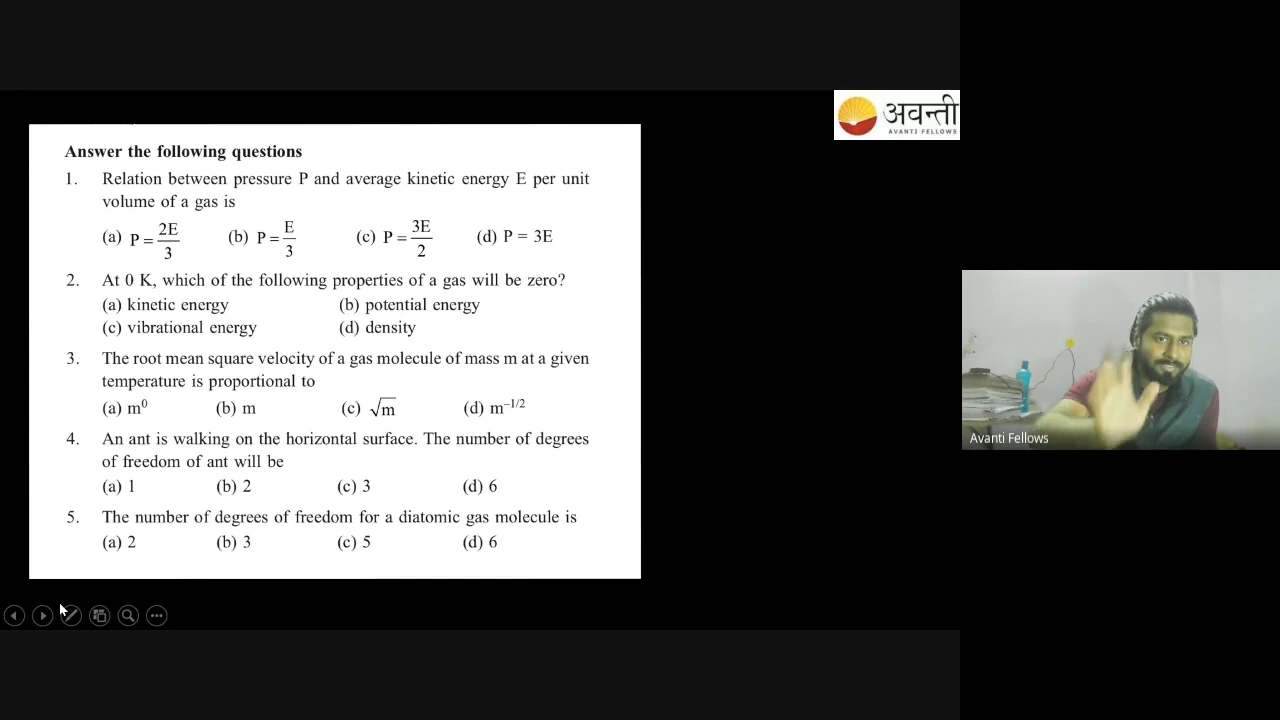 अवन्ती
AVANTI FELLOWS
Answer the following questions
1. Relation between pressure P and average kinetic energy E per unit
volume of a gas is
(a) P = 2E/3 (b) P = E/3 (c) P = 3E/2 (d) P = 3E
2. At 0 K, which of the following properties of a gas will be zero?
(a) kinetic energy (b) potential energy
(c) vibrational energy (d) density
3. The root mean square velocity of a gas molecule of mass m at a given
temperature is proportional to
(a) m⁰ (b) m (c) √m (d) m⁻¹/²
4. An ant is walking on the horizontal surface. The number of degrees
of freedom of ant will be
(a) 1 (b) 2 (c) 3 (d) 6
5. The number of degrees of freedom for a diatomic gas molecule is
(a) 2 (b) 3 (c) 5 (d) 6
Avanti Fellows